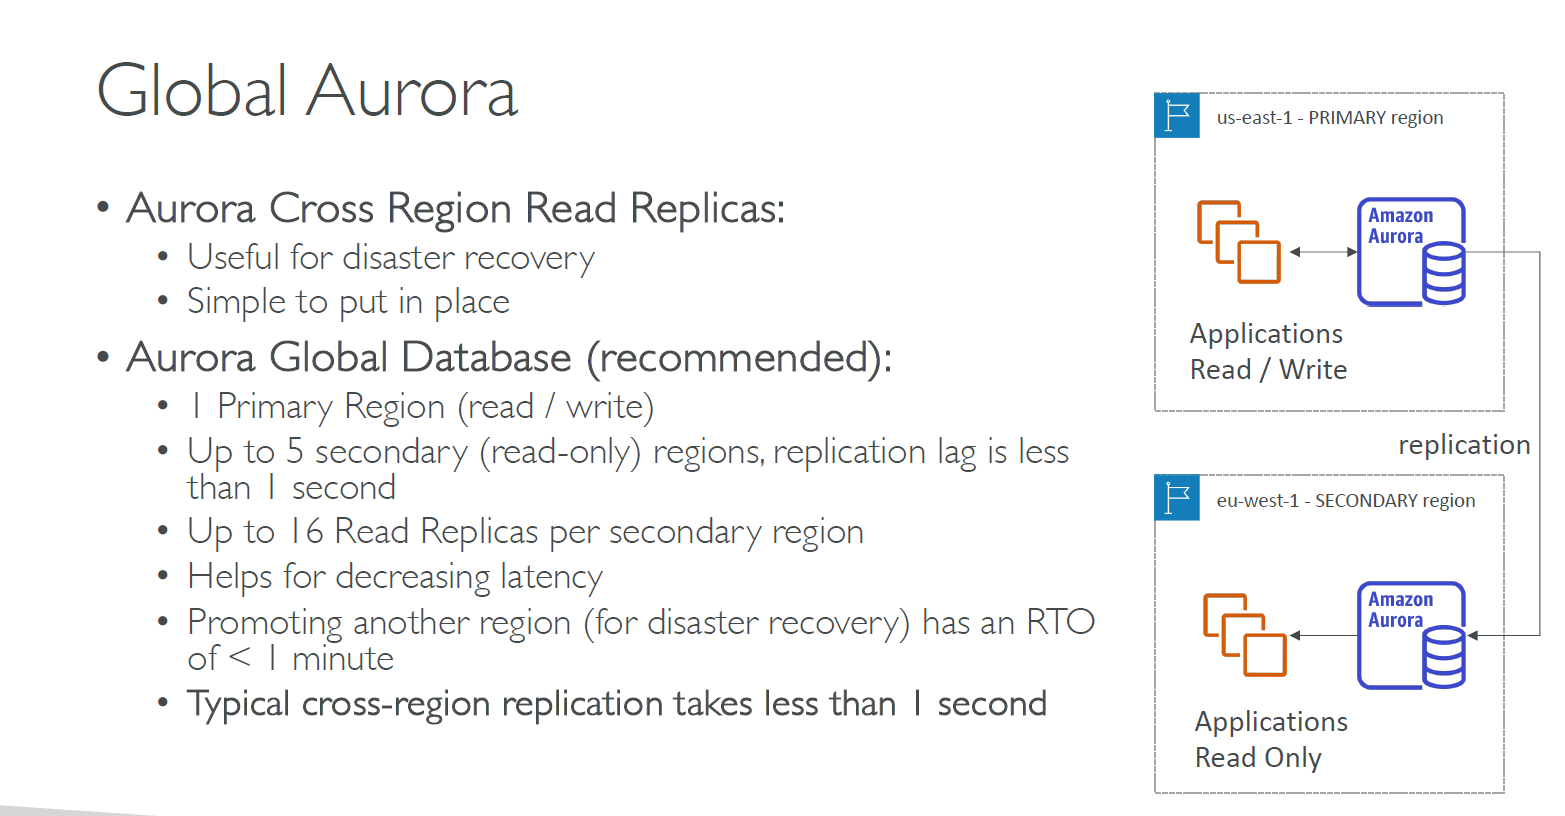 Global Aurora
• Aurora Cross Region Read Replicas:
• Useful for disaster recovery
• Simple to put in place
• Aurora Global Database (recommended):
• 1 Primary Region (read / write)
• Up to 5 secondary (read-only) regions, replication lag is less
than 1 second
• Up to 16 Read Replicas per secondary region
• Helps for decreasing latency
• Promoting another region (for disaster recovery) has an RTO
of < 1 minute
• Typical cross-region replication takes less than 1 second
us-east-1 - PRIMARY region
Amazon
Aurora
Applications
Read / Write
replication
eu-west-1 - SECONDARY region
Amazon
Aurora
Applications
Read Only